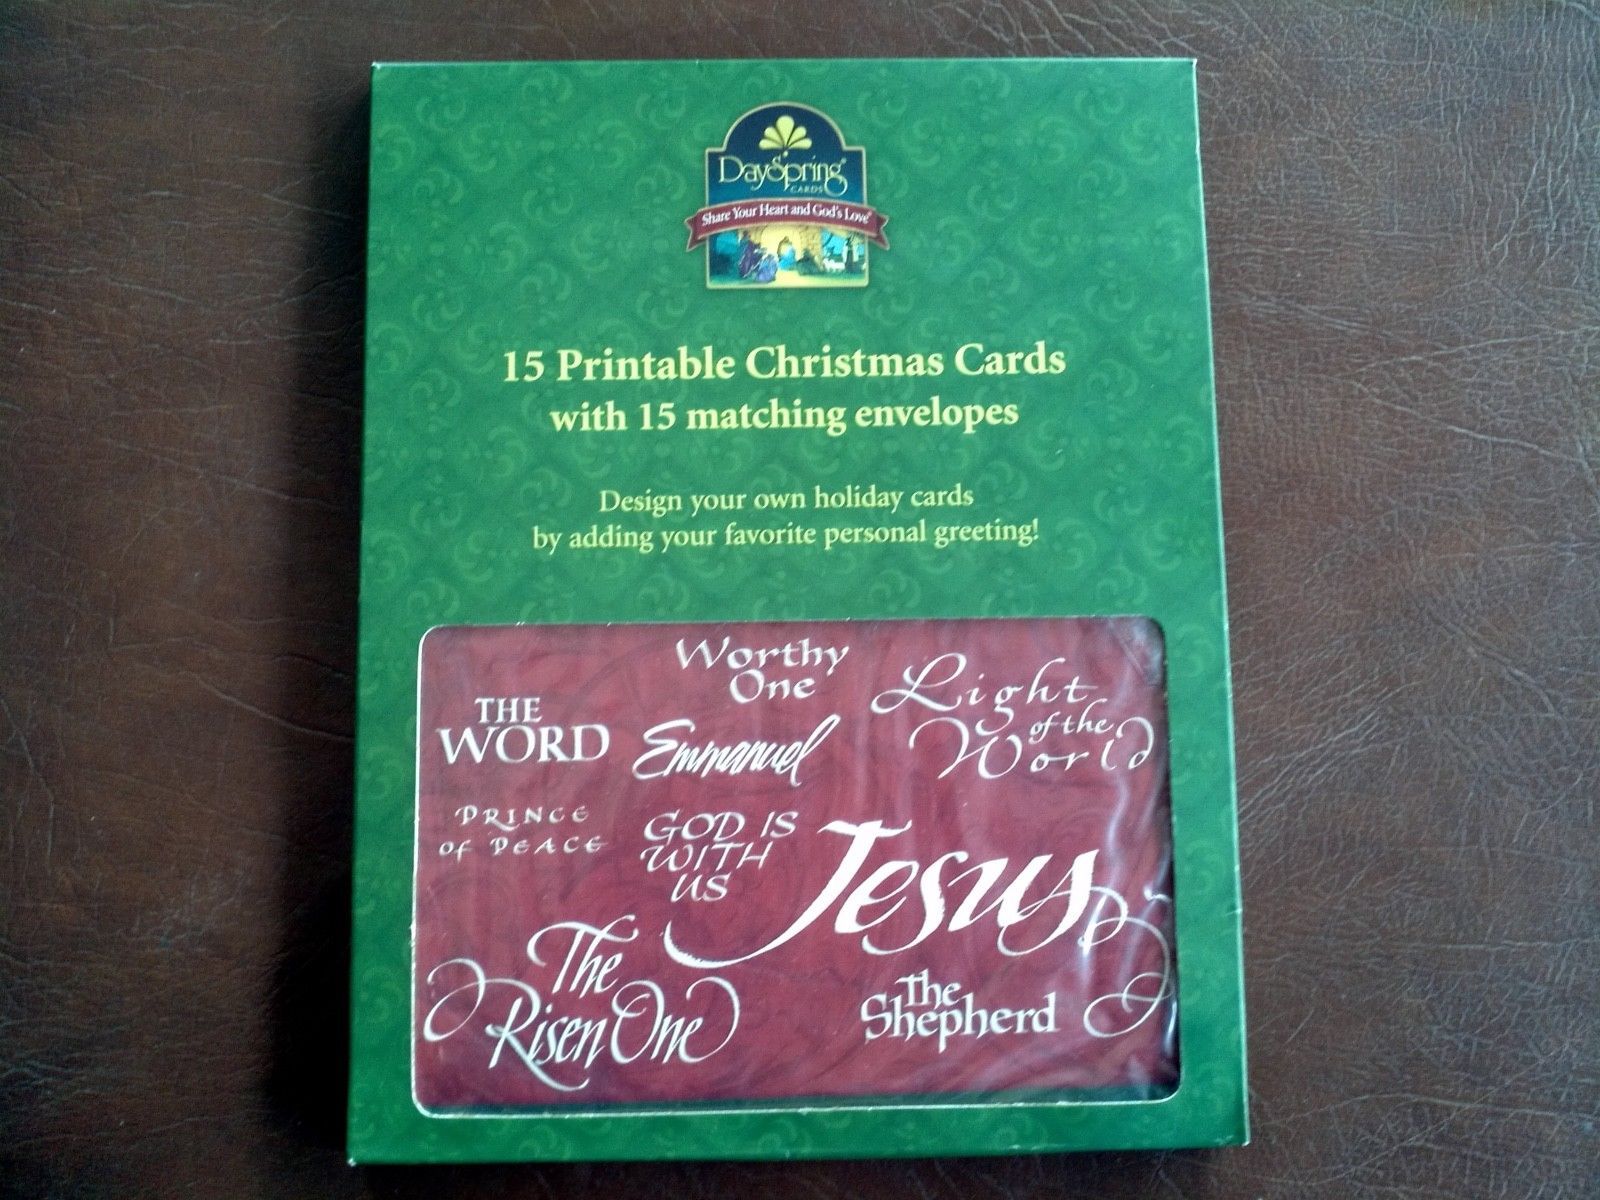 DaySpring®
CARDS
Share Your Heart and God's Love®
15 Printable Christmas Cards
with 15 matching envelopes
Design your own holiday cards
by adding your favorite personal greeting!
Worthy
One
THE
WORD
Emmanuel
Light
of the
World
PRINCE
of PEACE
GOD IS
WITH
US
Jesus
The
Risen One
The
Shepherd